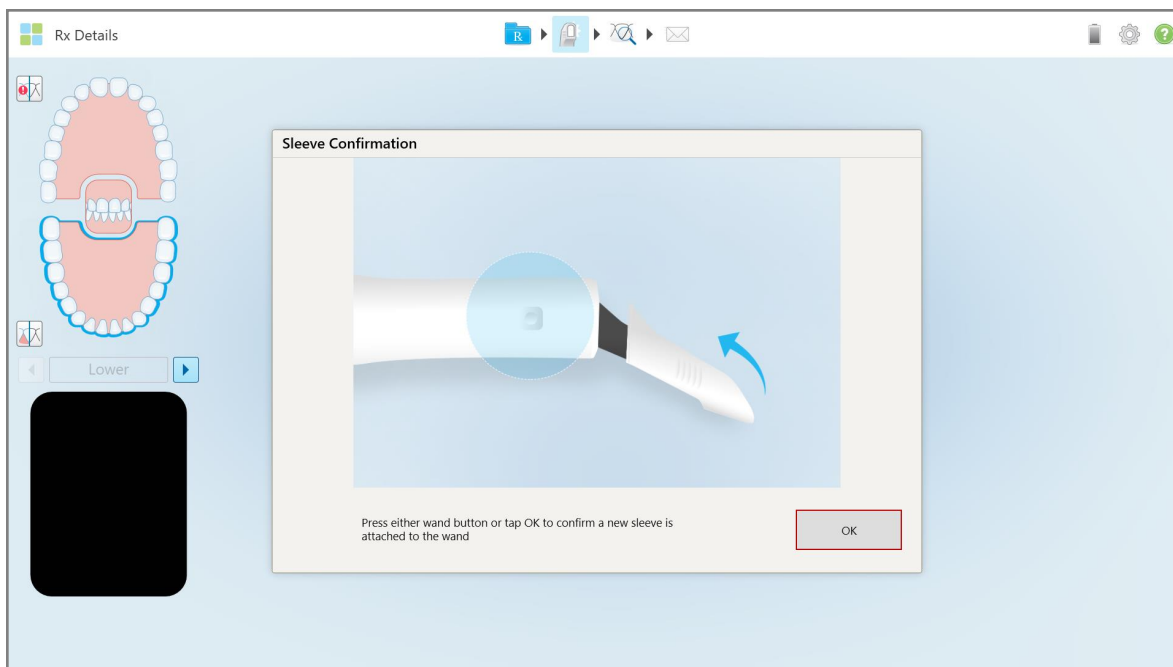 Rx Details
R
?
Sleeve Confirmation
Lower
Press either wand button or tap OK to confirm a new sleeve is
attached to the wand
OK